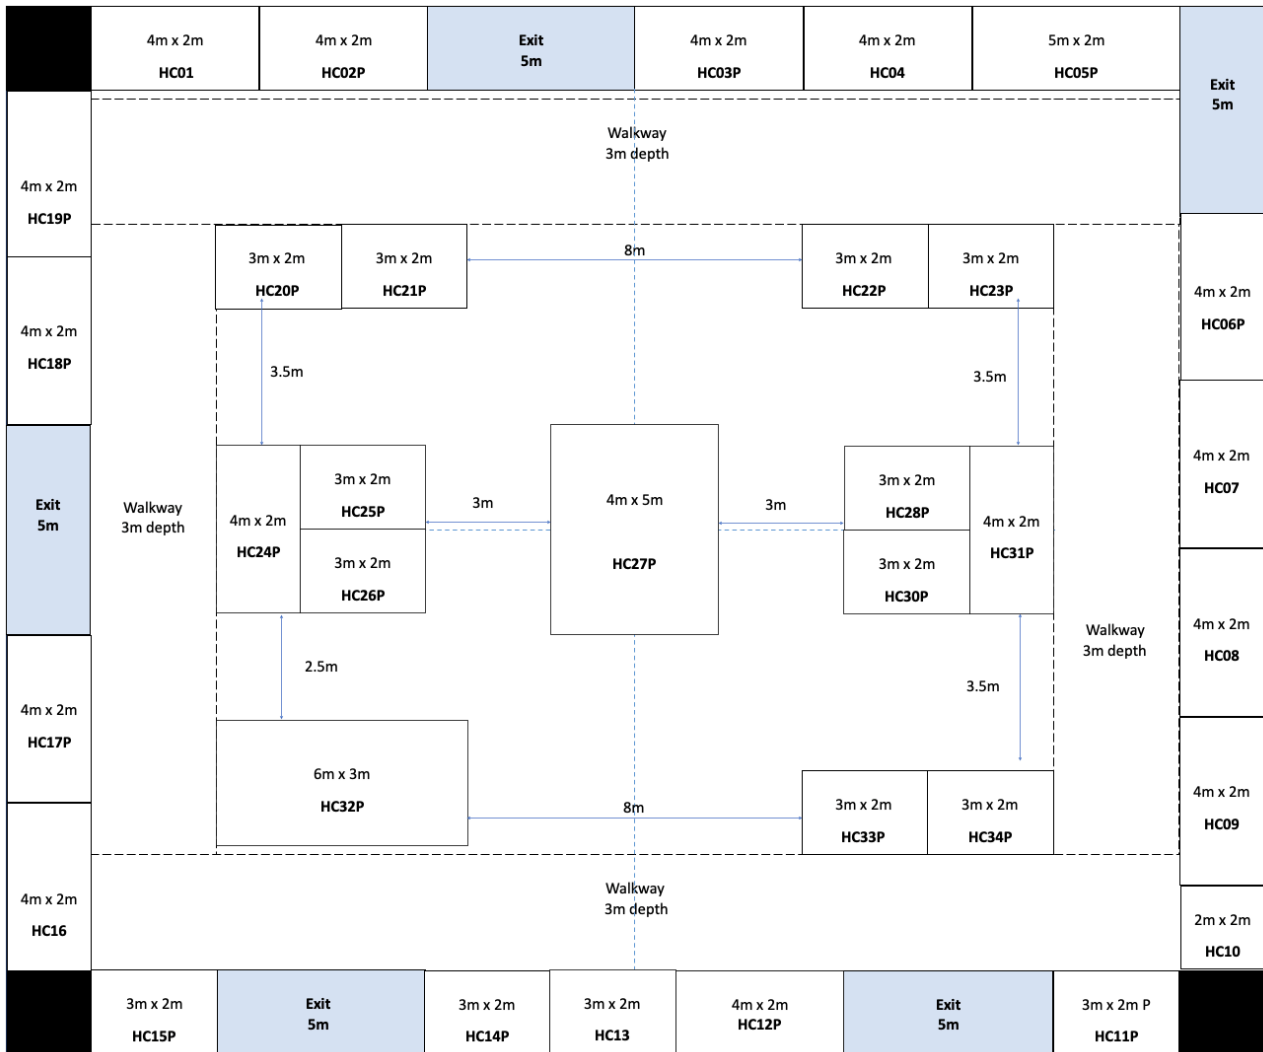 4m x 2m
HC01
4m x 2m
HC02P
Exit
5m
4m x 2m
HC03P
4m x 2m
HC04
5m x 2m
HC05P
Exit
5m
Walkway
3m depth
4m x 2m
HC19P
3m x 2m
HC20P
3m x 2m
HC21P
8m
3m x 2m
HC22P
3m x 2m
HC23P
4m x 2m
HC06P
4m x 2m
HC18P
3.5m
3.5m
Exit
5m
Walkway
3m depth
4m x 2m
HC24P
3m x 2m
HC25P
3m x 2m
HC26P
3m
4m x 5m
HC27P
3m
3m x 2m
HC28P
3m x 2m
HC30P
4m x 2m
HC31P
4m x 2m
HC07
4m x 2m
HC08
Walkway
3m depth
2.5m
3.5m
4m x 2m
HC17P
6m x 3m
HC32P
8m
3m x 2m
HC33P
3m x 2m
HC34P
4m x 2m
HC09
4m x 2m
HC16
Walkway
3m depth
2m x 2m
HC10
3m x 2m
HC15P
Exit
5m
3m x 2m
HC14P
3m x 2m
HC13
4m x 2m
HC12P
Exit
5m
3m x 2m P
HC11P